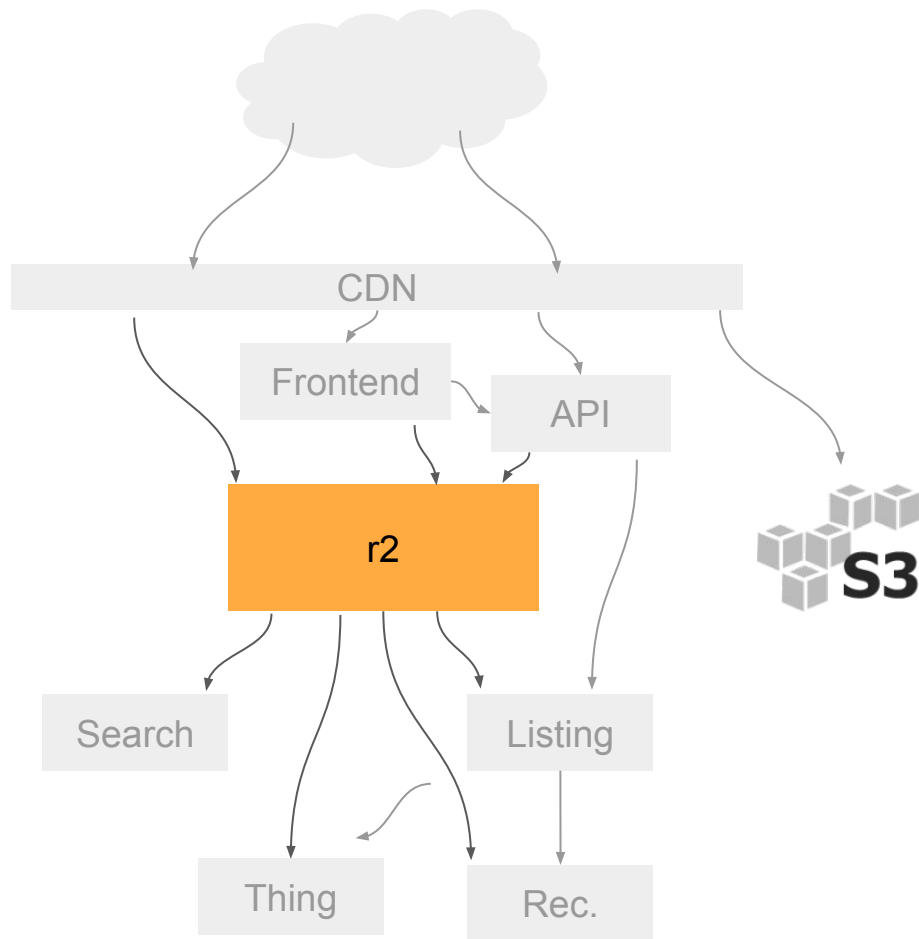 CDN
Frontend
API
r2
S3
Search
Listing
Thing
Rec.